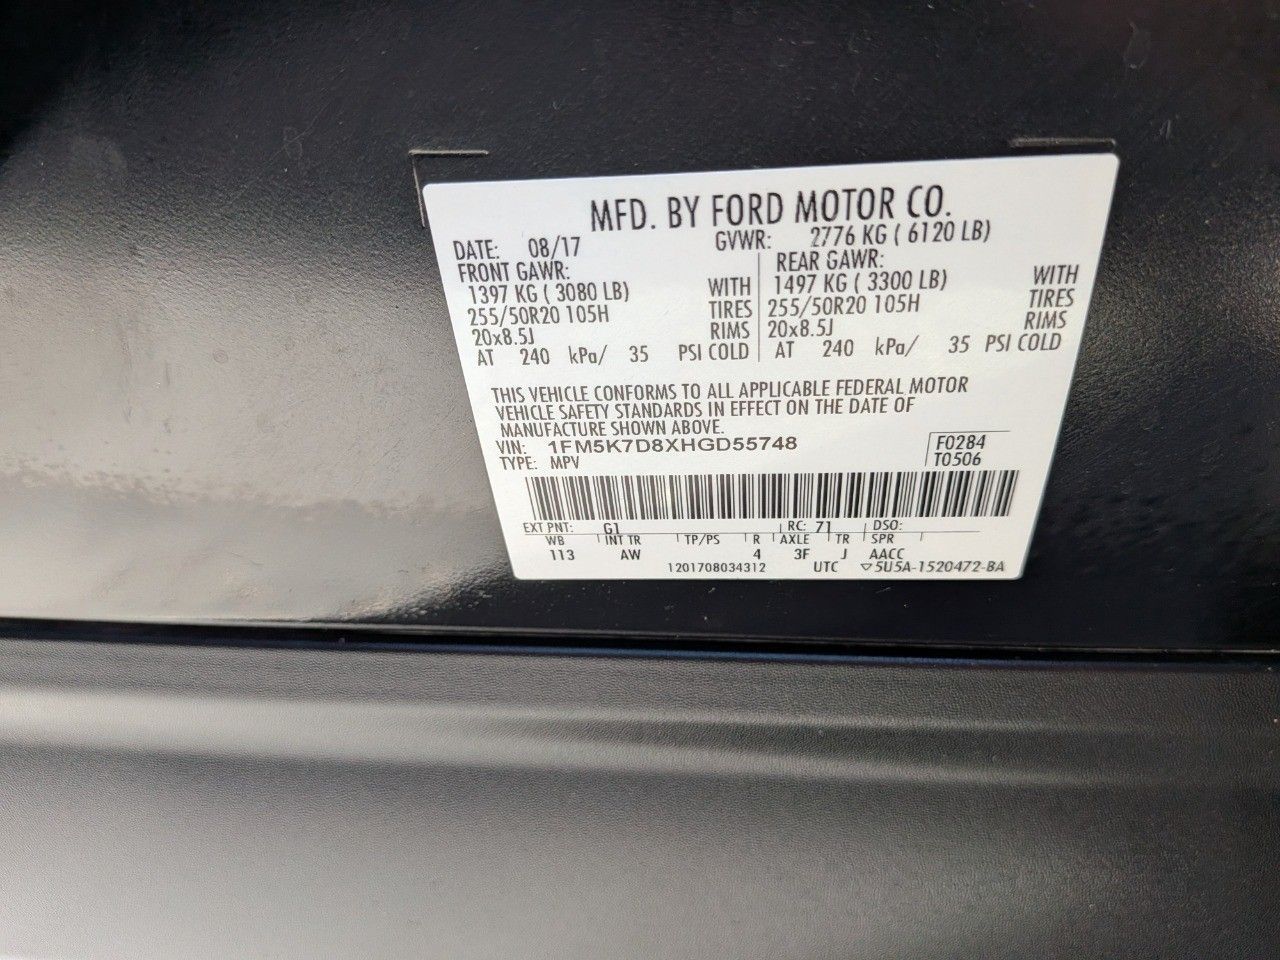 MFD. BY FORD MOTOR CO.
DATE: 08/17 GVWR: 2776 KG ( 6120 LB)
FRONT GAWR: REAR GAWR:
1397 KG ( 3080 LB) WITH 1497 KG ( 3300 LB) WITH
255/50R20 105H TIRES 255/50R20 105H TIRES
20x8.5J RIMS 20x8.5J RIMS
AT 240 kPa/ 35 PSI COLD AT 240 kPa/ 35 PSI COLD
THIS VEHICLE CONFORMS TO ALL APPLICABLE FEDERAL MOTOR
VEHICLE SAFETY STANDARDS IN EFFECT ON THE DATE OF
MANUFACTURE SHOWN ABOVE.
VIN: 1FM5K7D8XHGD55748 F0284
TYPE: MPV T0506
EXT PNT: G1 RC: 71 DSO:
WB INT TR TP/PS R AXLE TR SPR
113 AW 4 3F J AACC
1201708034312 UTC ▽5U5A-1520472-BA